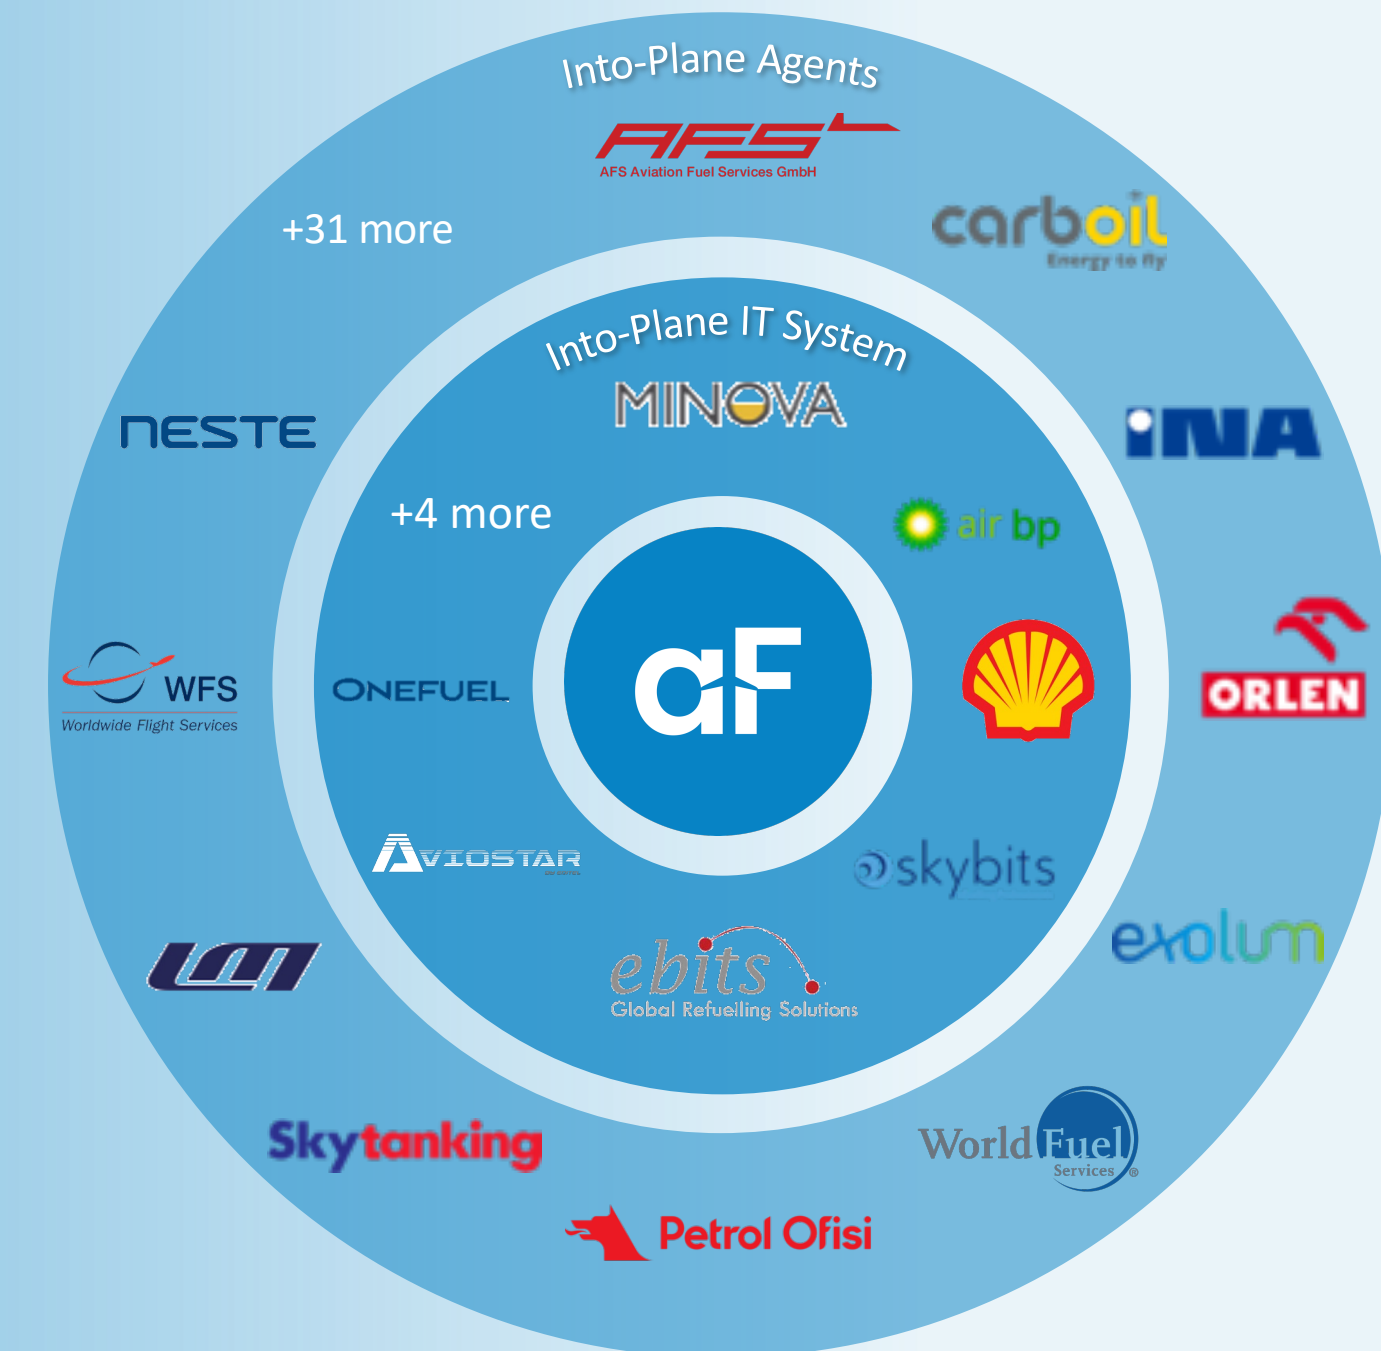 Into-Plane Agents
AFS
AFS Aviation Fuel Services GmbH
+31 more
carboil
Energy to fly
Into-Plane IT System
MINOVA
NESTE
iNA
+4 more
air bp
aF
ORLEN
WFS
Worldwide Flight Services
ONEFUEL
AVIOSTAR
skybits
exolum
ebits
Global Refuelling Solutions
Skytanking
World Fuel
Services ®
Petrol Ofisi